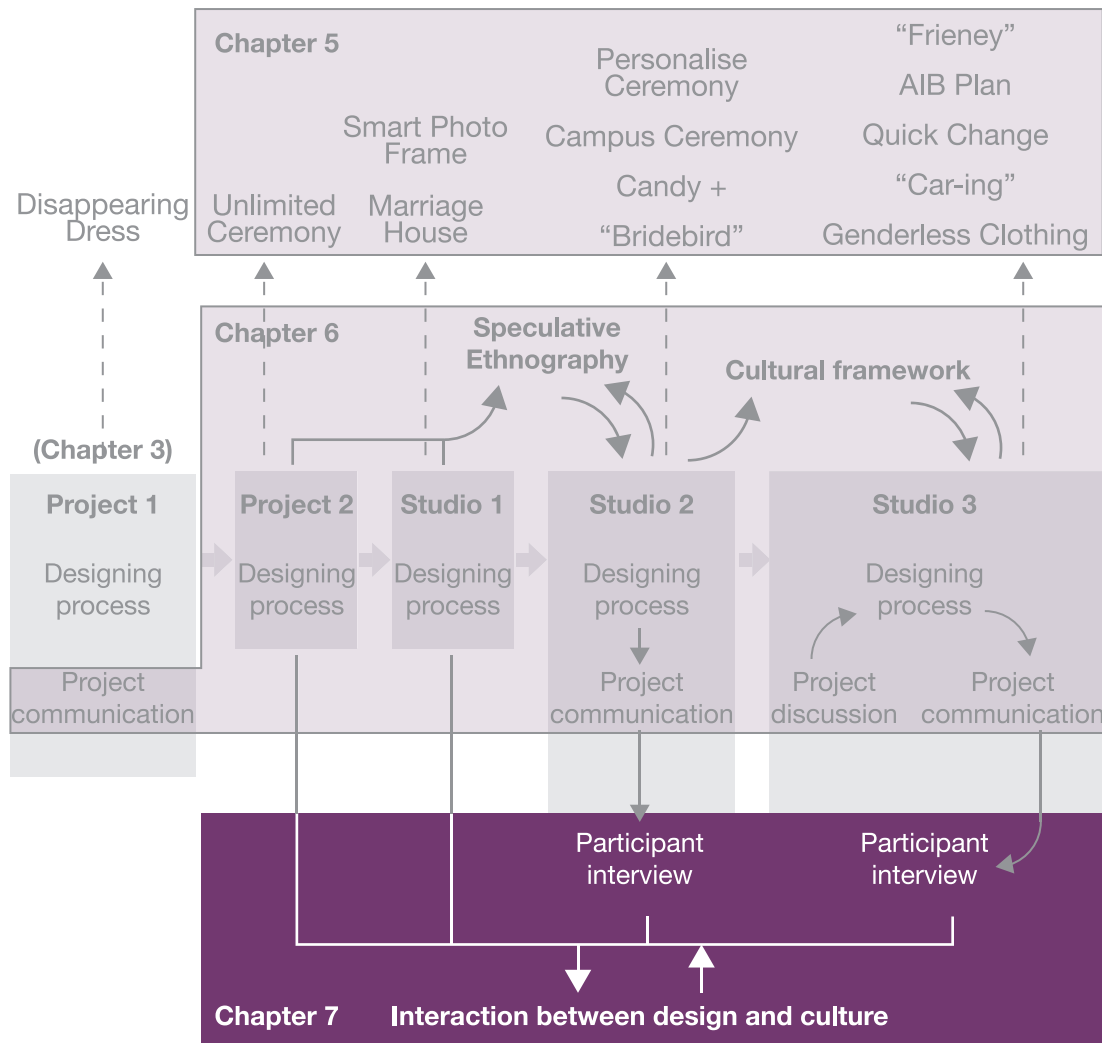 Chapter 5
Disappearing
Dress
Unlimited
Ceremony
Smart Photo
Frame
Marriage
House
Personalise
Ceremony
Campus Ceremony
Candy +
“Bridebird”
“Frieney”
AIB Plan
Quick Change
“Car-ing”
Genderless Clothing
Chapter 6
Speculative
Ethnography
Cultural framework
(Chapter 3)
Project 1
Designing
process
Project
communication
Project 2
Designing
process
Studio 1
Designing
process
Studio 2
Designing
process
Project
communication
Studio 3
Designing
process
Project
discussion
Project
communication
Participant
interview
Participant
interview
Chapter 7
Interaction between design and culture